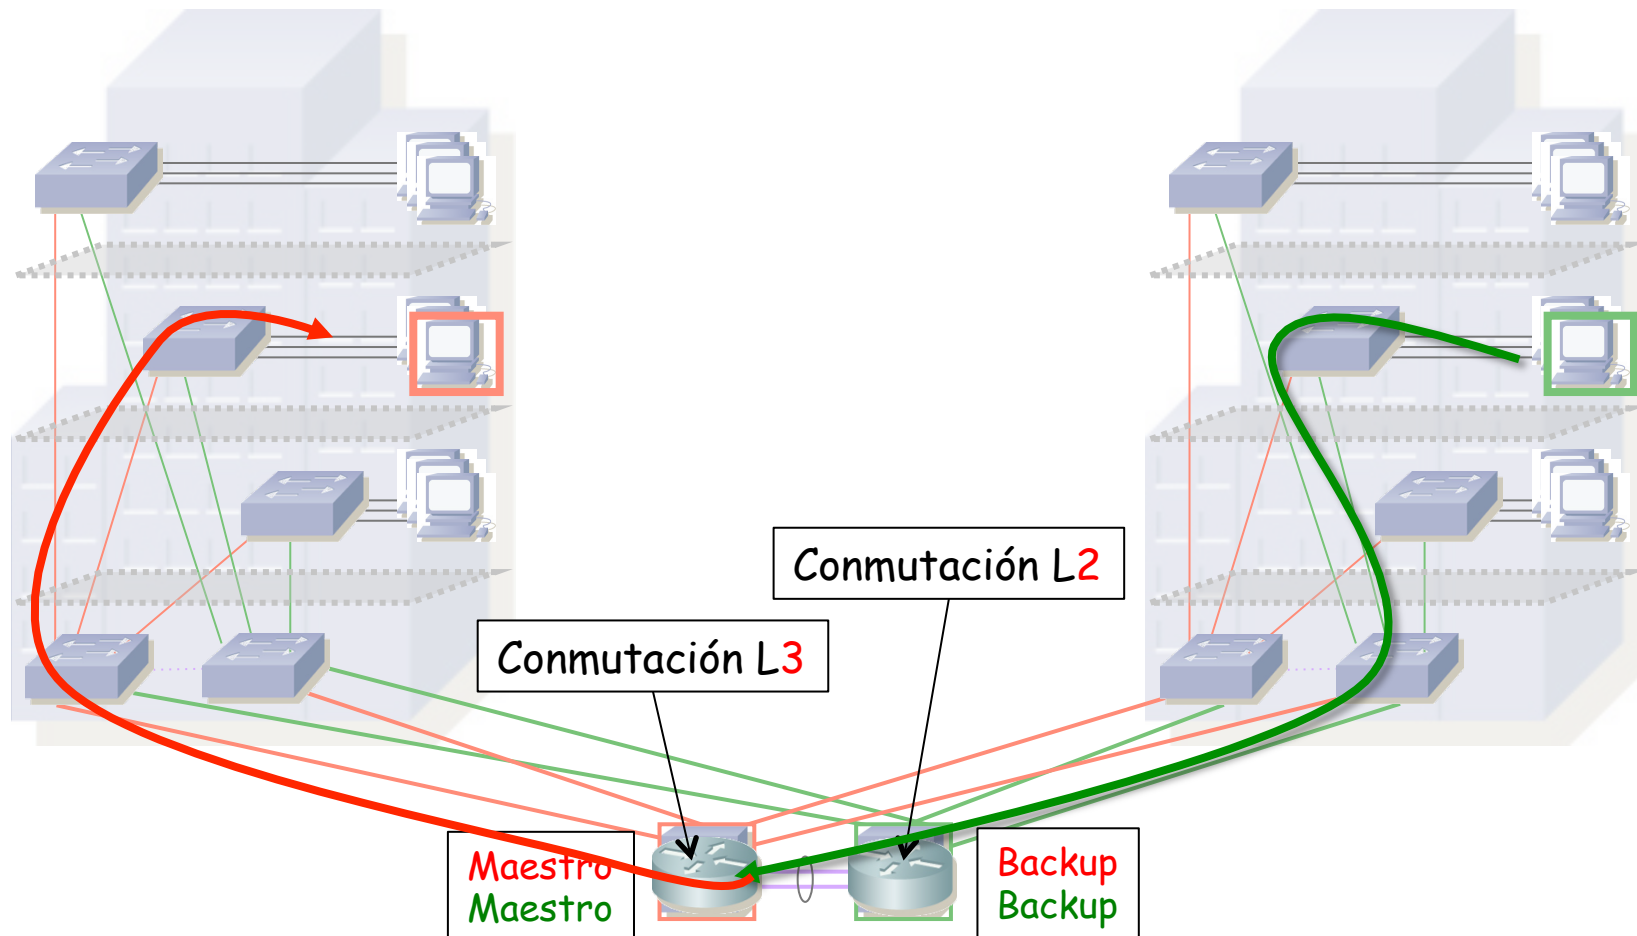 Conmutación L2
Conmutación L3
Maestro
Maestro
Backup
Backup